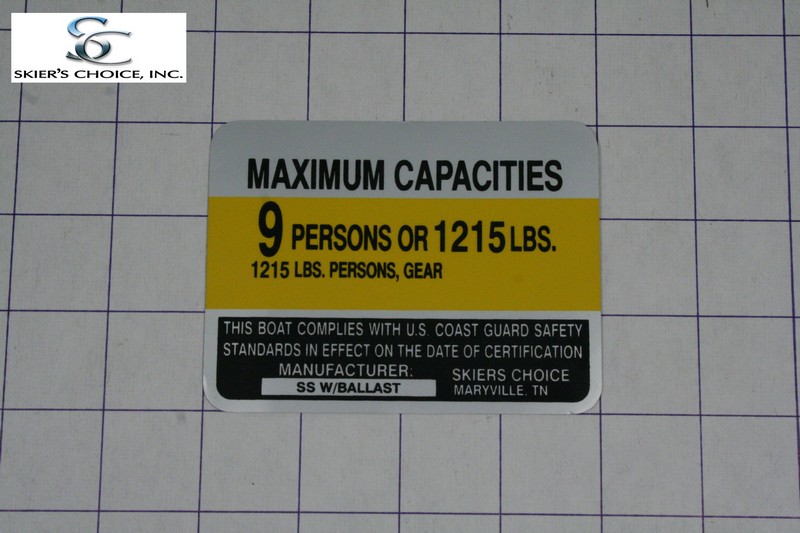 SC
SKIER'S CHOICE, INC.
MAXIMUM CAPACITIES
9 PERSONS OR 1215 LBS.
1215 LBS. PERSONS, GEAR
THIS BOAT COMPLIES WITH U.S. COAST GUARD SAFETY
STANDARDS IN EFFECT ON THE DATE OF CERTIFICATION
MANUFACTURER: SKIERS CHOICE
SS W/BALLAST MARYVILLE. TN